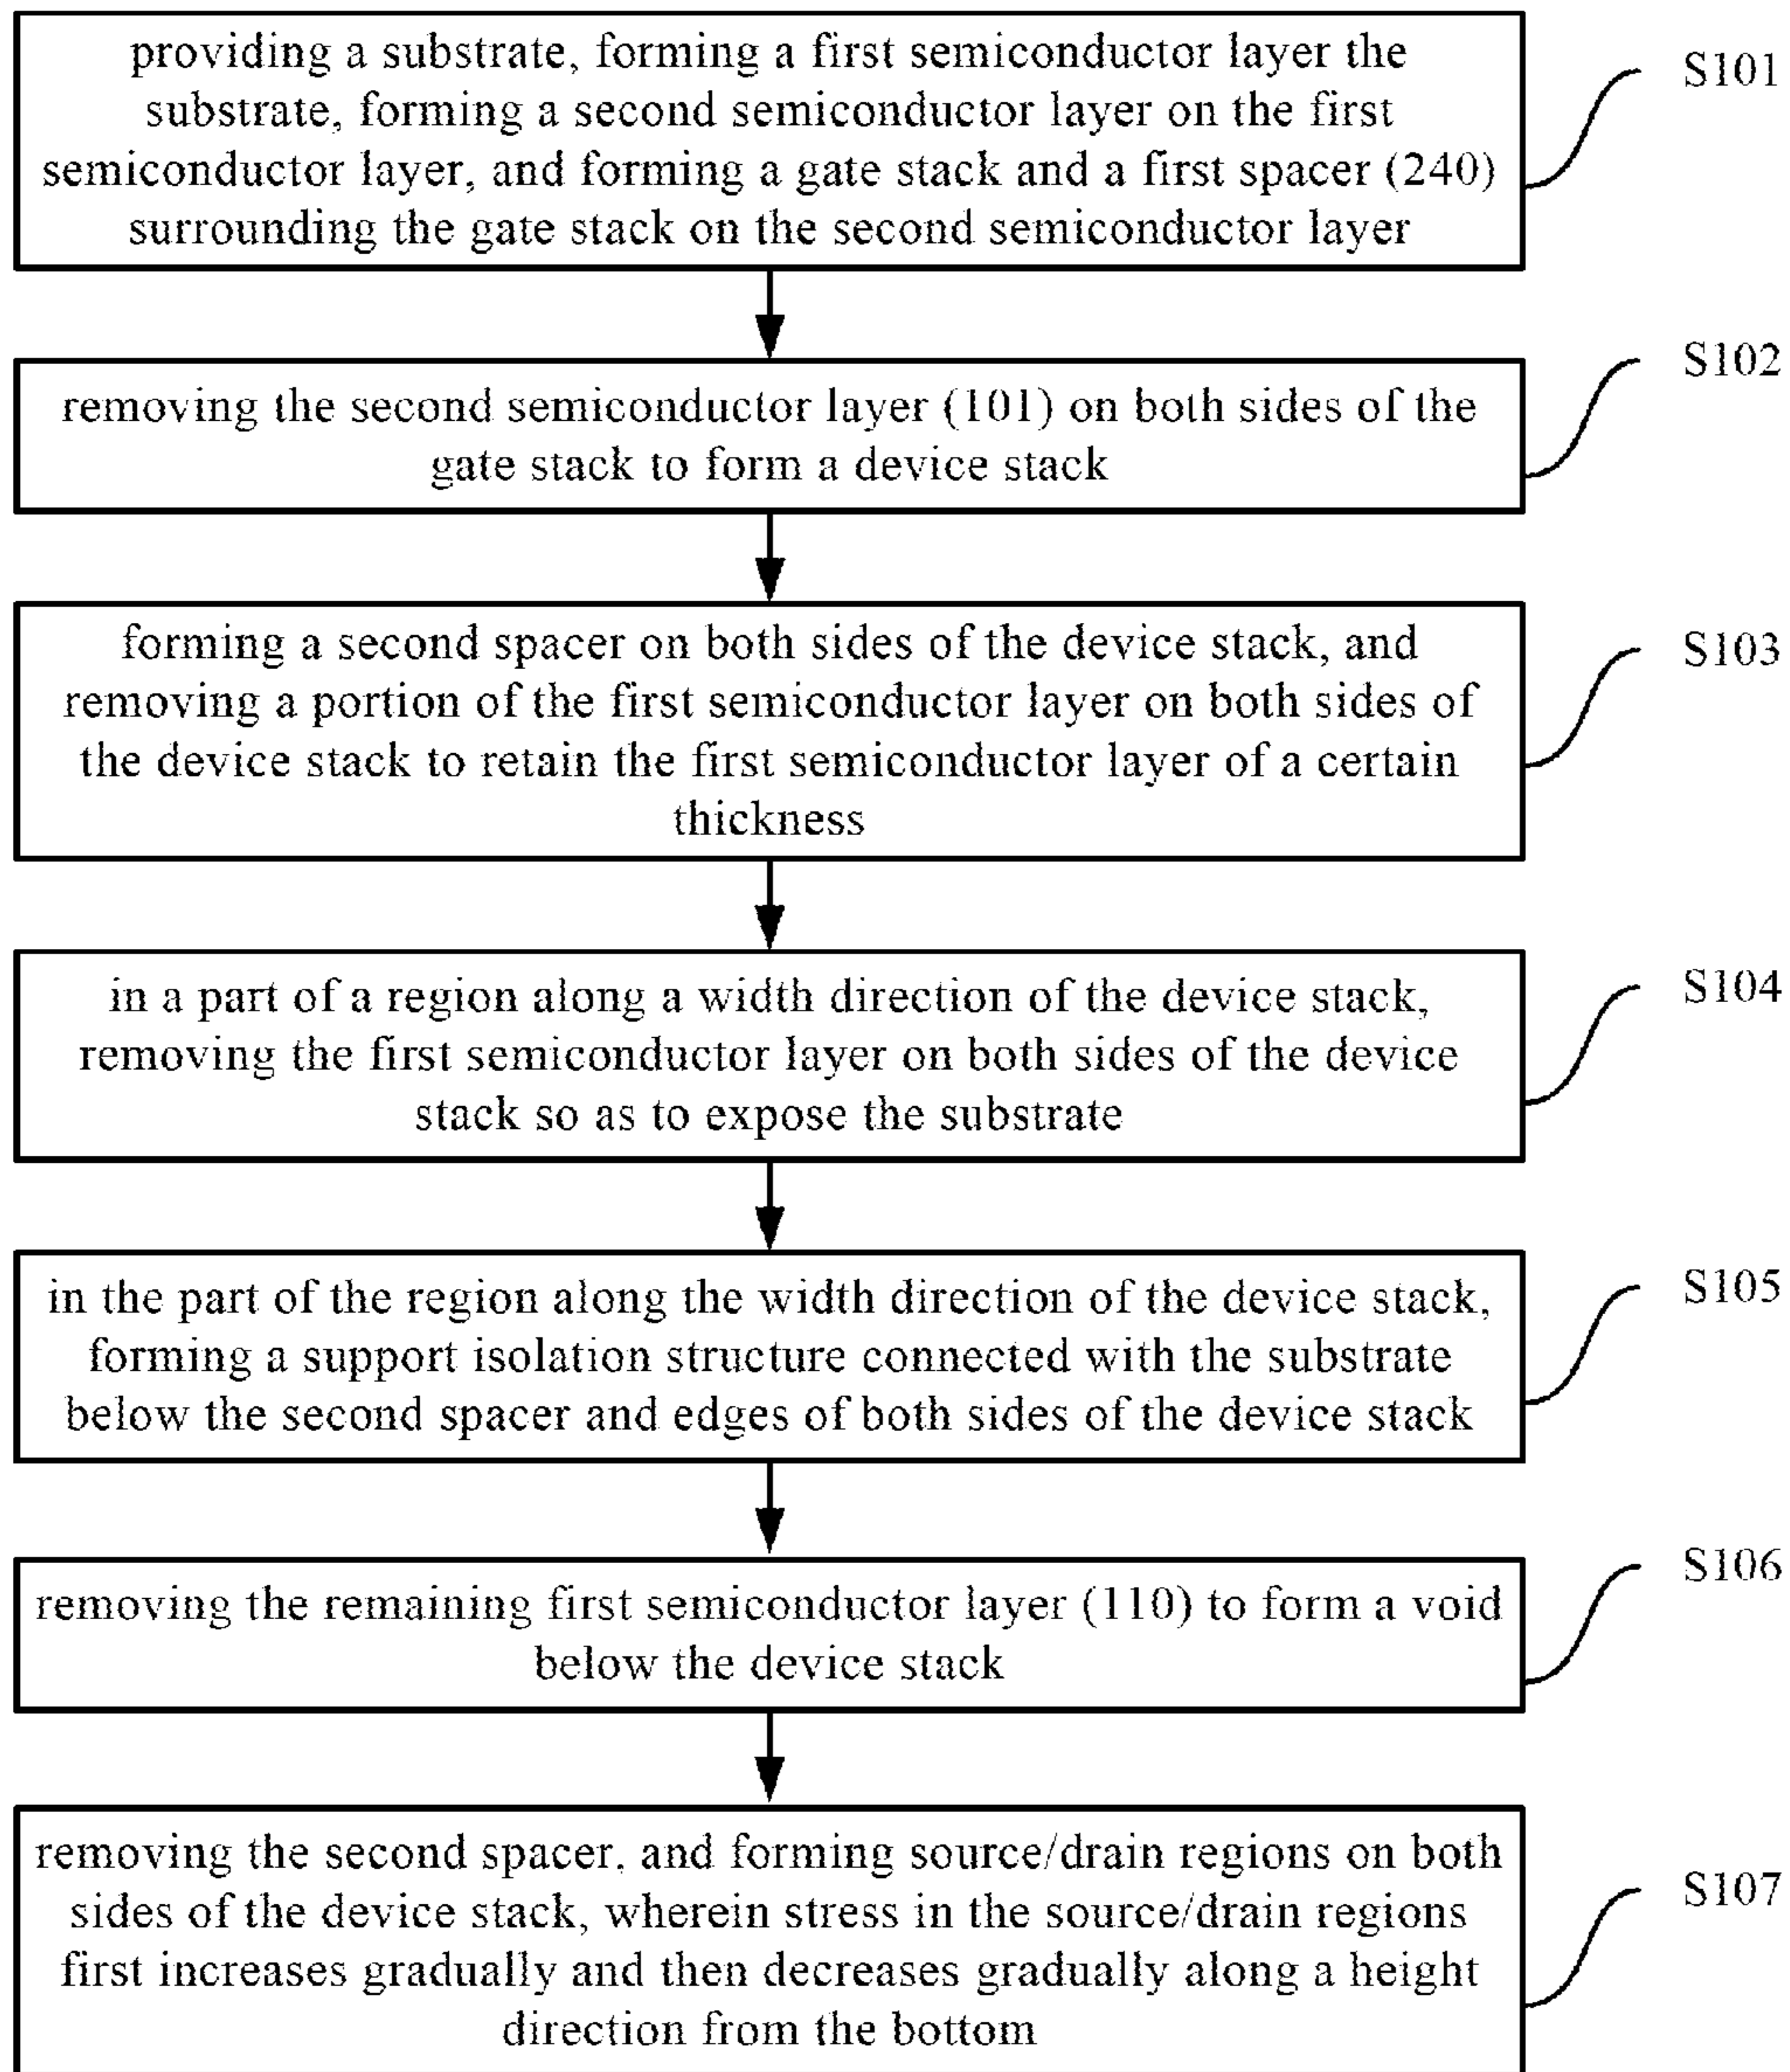 providing a substrate, forming a first semiconductor layer the
substrate, forming a second semiconductor layer on the first
semiconductor layer, and forming a gate stack and a first spacer (240)
surrounding the gate stack on the second semiconductor layer
S101
removing the second semiconductor layer (101) on both sides of the
gate stack to form a device stack
S102
forming a second spacer on both sides of the device stack, and
removing a portion of the first semiconductor layer on both sides of
the device stack to retain the first semiconductor layer of a certain
thickness
S103
in a part of a region along a width direction of the device stack,
removing the first semiconductor layer on both sides of the device
stack so as to expose the substrate
S104
in the part of the region along the width direction of the device stack,
forming a support isolation structure connected with the substrate
below the second spacer and edges of both sides of the device stack
S105
removing the remaining first semiconductor layer (110) to form a void
below the device stack
S106
removing the second spacer, and forming source/drain regions on both
sides of the device stack, wherein stress in the source/drain regions
first increases gradually and then decreases gradually along a height
direction from the bottom
S107